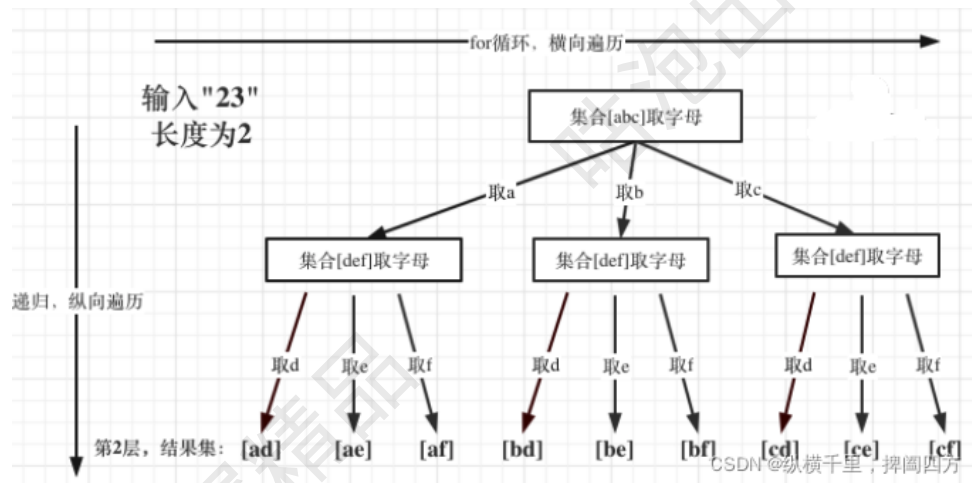 for循环，横向遍历
输入"23"
长度为2
集合[abc]取字母
取a 取b 取c
集合[def]取字母 集合[def]取字母 集合[def]取字母
递归，纵向遍历
取d 取e 取f 取d 取e 取f 取d 取e 取f
第2层，结果集： [ad] [ae] [af] [bd] [be] [bf] [cd] [ce] [cf]
CSDN @纵横千里，捭阖四方